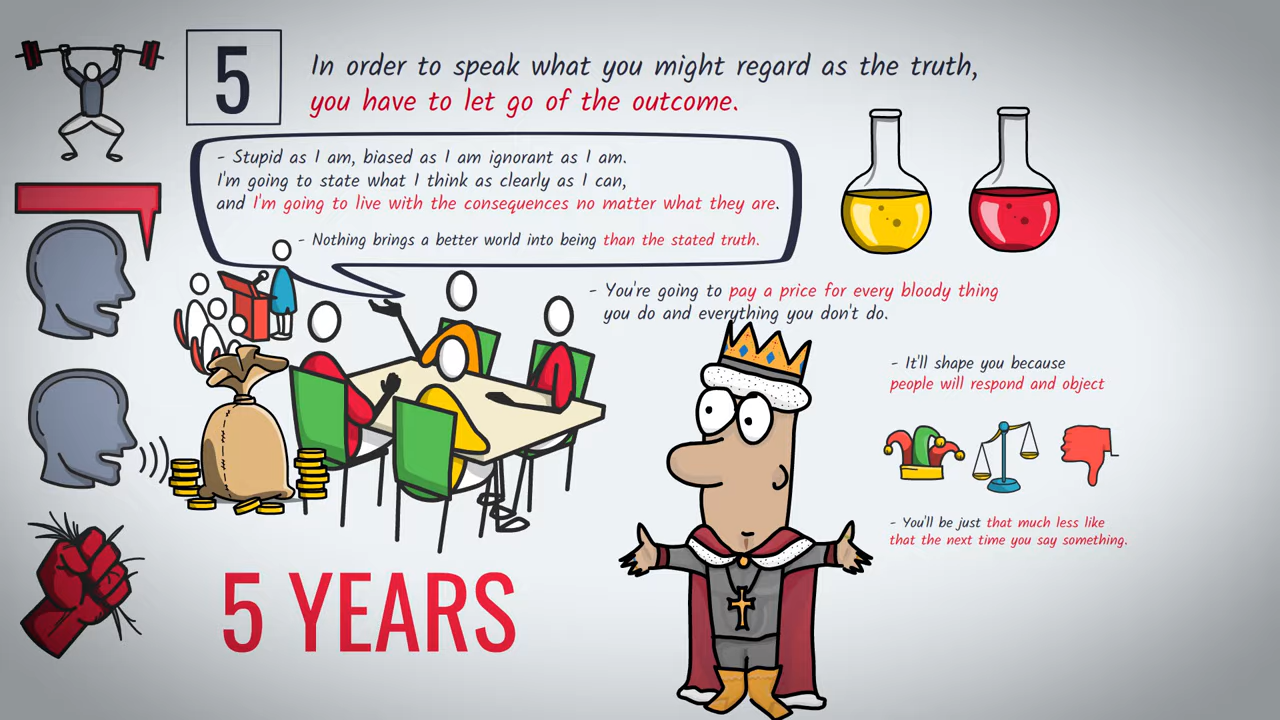 5
In order to speak what you might regard as the truth,
you have to let go of the outcome.
- Stupid as I am, biased as I am ignorant as I am.
I'm going to state what I think as clearly as I can,
and I'm going to live with the consequences no matter what they are.
- Nothing brings a better world into being than the stated truth.
- You're going to pay a price for every bloody thing
you do and everything you don't do.
- It'll shape you because
people will respond and object
- You'll be just that much less like
that the next time you say something.
5 YEARS